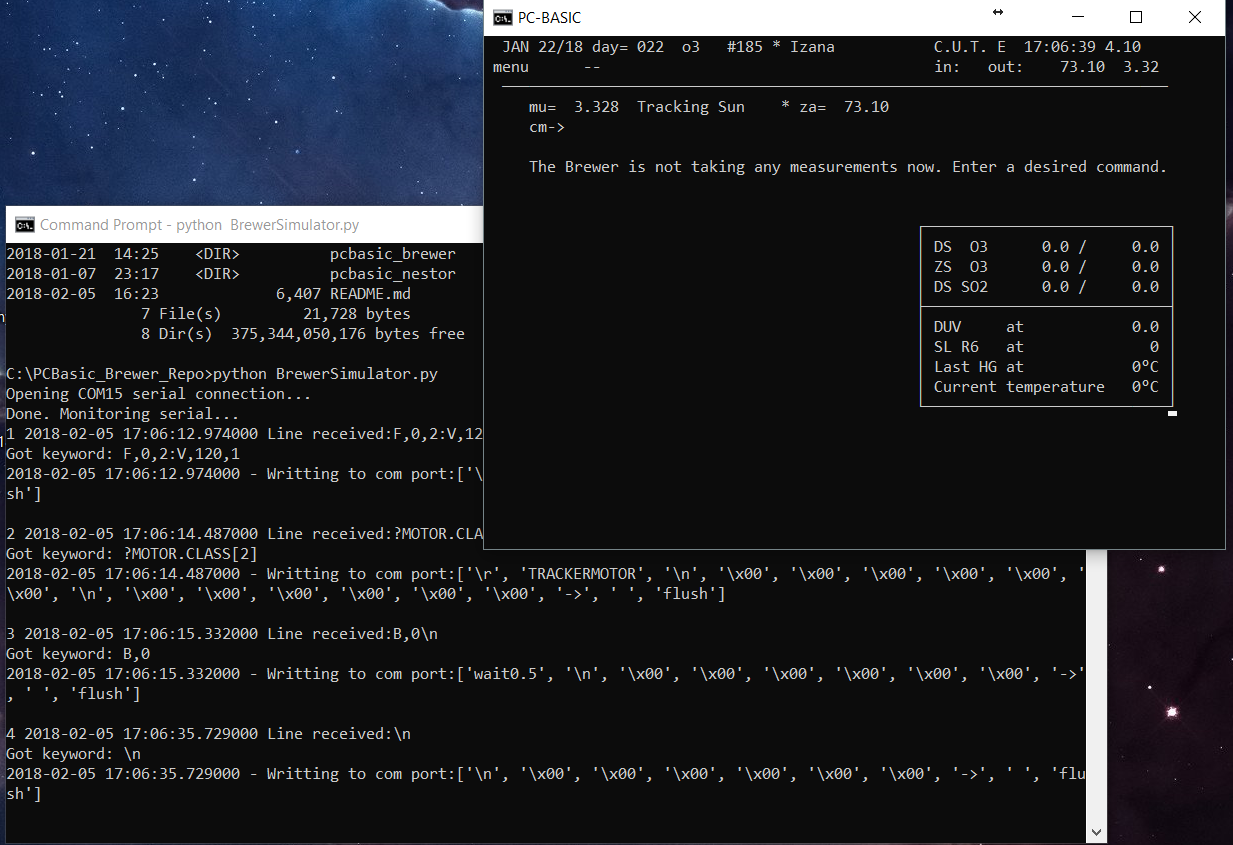 PC-BASIC
JAN 22/18 day= 022 o3 #185 * Izana C.U.T. E 17:06:39 4.10
menu -- in: out: 73.10 3.32
mu= 3.328 Tracking Sun * za= 73.10
cm->
The Brewer is not taking any measurements now. Enter a desired command.
DS O3 0.0 / 0.0
ZS O3 0.0 / 0.0
DS SO2 0.0 / 0.0
DUV at 0.0
SL R6 at 0
Last HG at 0°C
Current temperature 0°C
Command Prompt - python BrewerSimulator.py
2018-01-21 14:25 <DIR> pcbasic_brewer
2018-01-07 23:17 <DIR> pcbasic_nestor
2018-02-05 16:23 6,407 README.md
7 File(s) 21,728 bytes
8 Dir(s) 375,344,050,176 bytes free
C:\PCBasic_Brewer_Repo>python BrewerSimulator.py
Opening COM15 serial connection...
Done. Monitoring serial...
1 2018-02-05 17:06:12.974000 Line received:F,0,2:V,12
Got keyword: F,0,2:V,120,1
2018-02-05 17:06:12.974000 - Writting to com port:['\
sh']
2 2018-02-05 17:06:14.487000 Line received:?MOTOR.CLA
Got keyword: ?MOTOR.CLASS[2]
2018-02-05 17:06:14.487000 - Writting to com port:['\r', 'TRACKERMOTOR', '\n', '\x00', '\x00', '\x00', '\x00', '\x00', '
\x00', '\n', '\x00', '\x00', '\x00', '\x00', '\x00', '\x00', '->', ' ', 'flush']
3 2018-02-05 17:06:15.332000 Line received:B,0\n
Got keyword: B,0
2018-02-05 17:06:15.332000 - Writting to com port:['wait0.5', '\n', '\x00', '\x00', '\x00', '\x00', '\x00', '\x00', '->'
, ' ', 'flush']
4 2018-02-05 17:06:35.729000 Line received:\n
Got keyword: \n
2018-02-05 17:06:35.729000 - Writting to com port:['\n', '\x00', '\x00', '\x00', '\x00', '\x00', '\x00', '->', ' ', 'flu
sh']